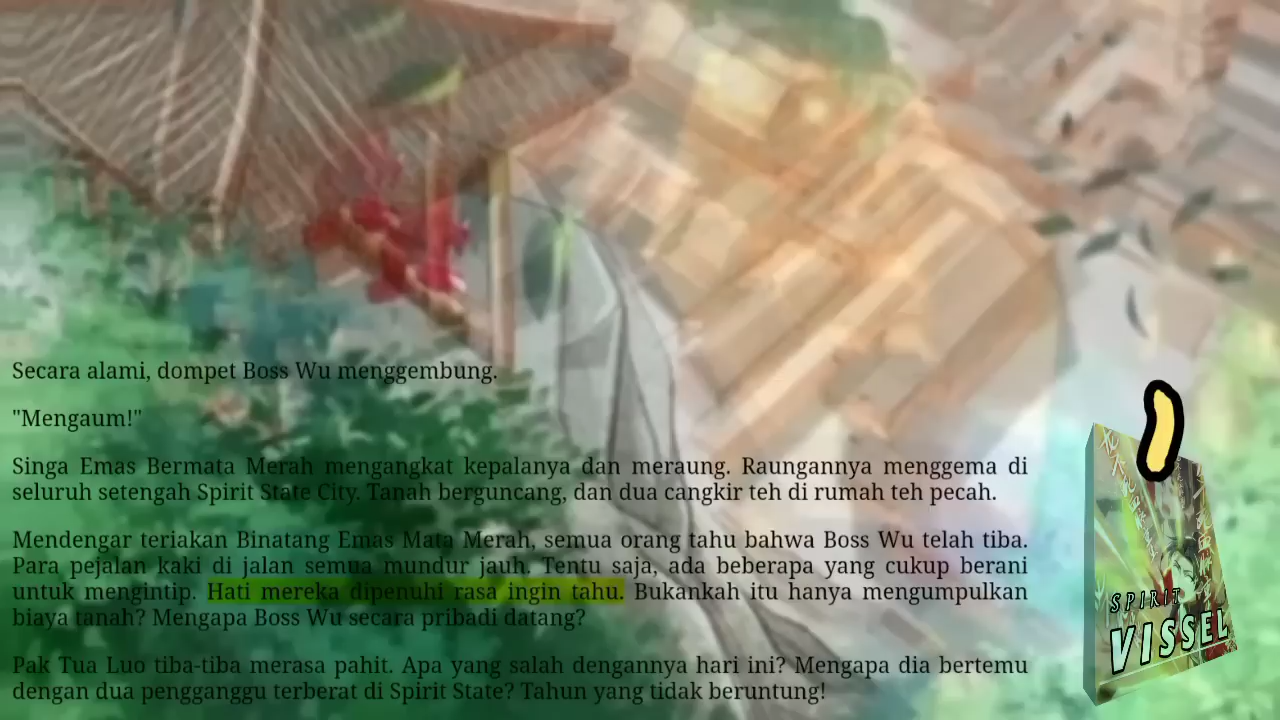 Secara alami, dompet Boss Wu menggembung.
"Mengaum!"
Singa Emas Bermata Merah mengangkat kepalanya dan meraung. Raungannya menggema di
seluruh setengah Spirit State City. Tanah berguncang, dan dua cangkir teh di rumah teh pecah.
Mendengar teriakan Binatang Emas Mata Merah, semua orang tahu bahwa Boss Wu telah tiba.
Para pejalan kaki di jalan semua mundur jauh. Tentu saja, ada beberapa yang cukup berani
untuk mengintip. Hati mereka dipenuhi rasa ingin tahu. Bukankah itu hanya mengumpulkan
biaya tanah? Mengapa Boss Wu secara pribadi datang?
Pak Tua Luo tiba-tiba merasa pahit. Apa yang salah dengannya hari ini? Mengapa dia bertemu
dengan dua pengganggu terberat di Spirit State? Tahun yang tidak beruntung!
SPIRIT
VISSEL